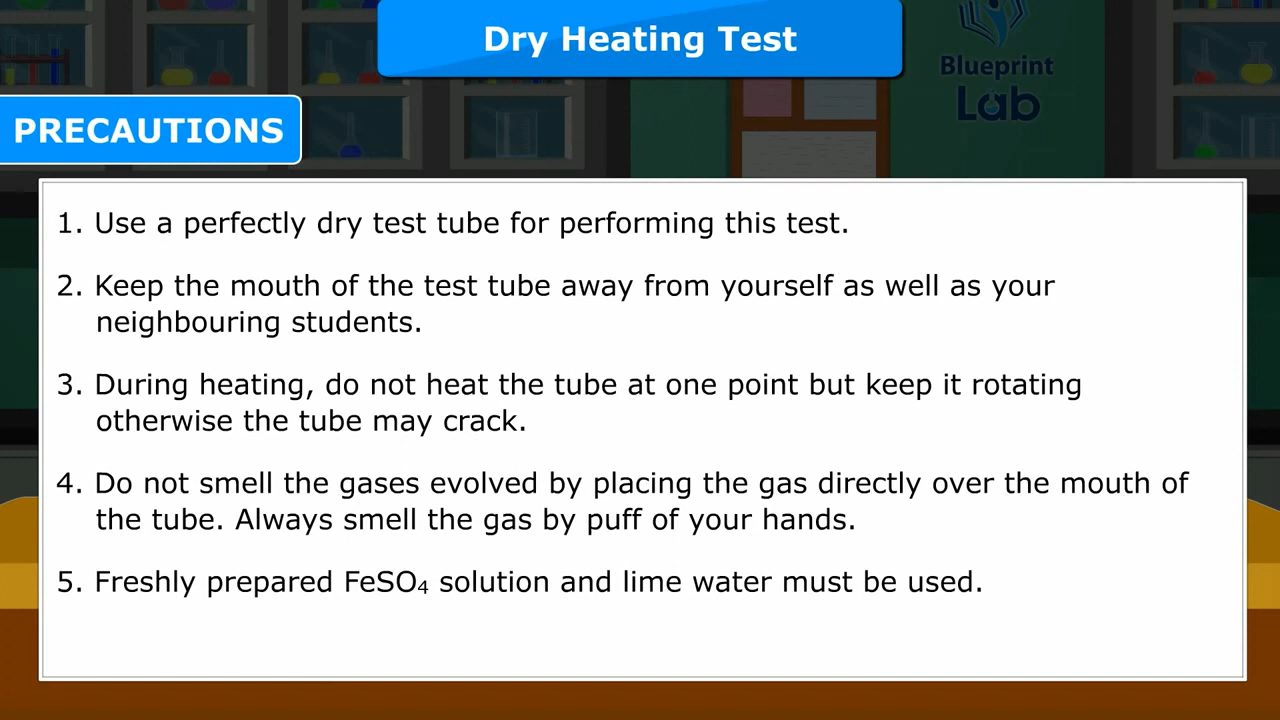 Dry Heating Test
Blueprint
Lab
PRECAUTIONS
1. Use a perfectly dry test tube for performing this test.
2. Keep the mouth of the test tube away from yourself as well as your
neighbouring students.
3. During heating, do not heat the tube at one point but keep it rotating
otherwise the tube may crack.
4. Do not smell the gases evolved by placing the gas directly over the mouth of
the tube. Always smell the gas by puff of your hands.
5. Freshly prepared FeSO₄ solution and lime water must be used.